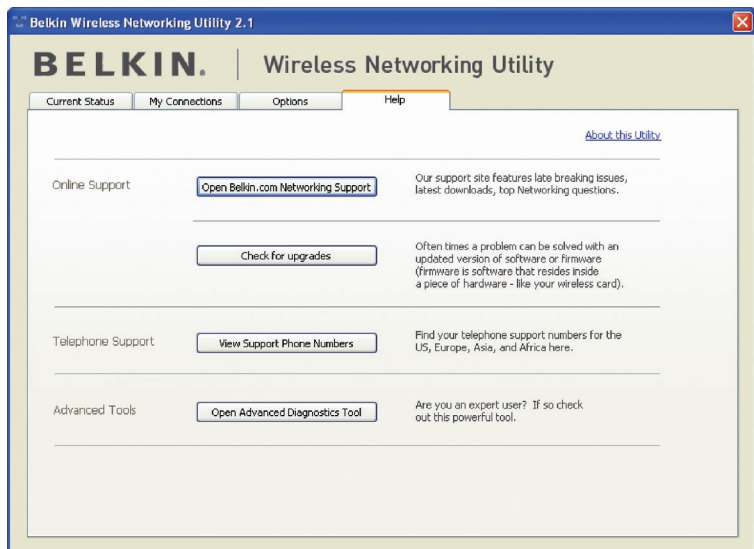 Belkin Wireless Networking Utility 2.1
BELKIN. Wireless Networking Utility
Current Status My Connections Options Help
About this Utility
Online Support
Open Belkin.com Networking Support
Our support site features late breaking issues,
latest downloads, top Networking questions.
Check for upgrades
Often times a problem can be solved with an
updated version of software or firmware
(firmware is software that resides inside
a piece of hardware - like your wireless card).
Telephone Support
View Support Phone Numbers
Find your telephone support numbers for the
US, Europe, Asia, and Africa here.
Advanced Tools
Open Advanced Diagnostics Tool
Are you an expert user? If so check
out this powerful tool.